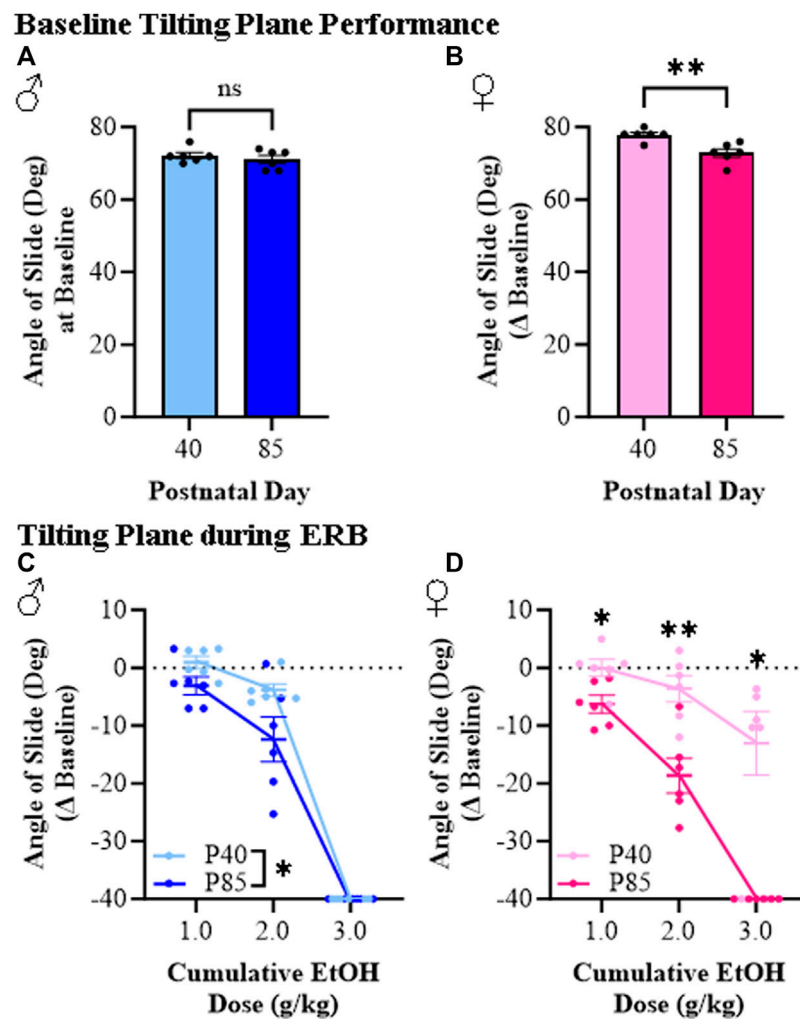 Baseline Tilting Plane Performance
A
B
♂
♀
ns
**
Angle of Slide (Deg)
at Baseline
80
60
40
20
0
40 85
Postnatal Day
Angle of Slide (Deg)
(Δ Baseline)
80
60
40
20
0
40 85
Postnatal Day
Tilting Plane during ERB
C
D
♂
♀
Angle of Slide (Deg)
(Δ Baseline)
10
0
-10
-20
-30
-40
P40
P85
*
1.0 2.0 3.0
Cumulative EtOH
Dose (g/kg)
Angle of Slide (Deg)
(Δ Baseline)
10
0
-10
-20
-30
-40
* ** *
P40
P85
1.0 2.0 3.0
Cumulative EtOH
Dose (g/kg)